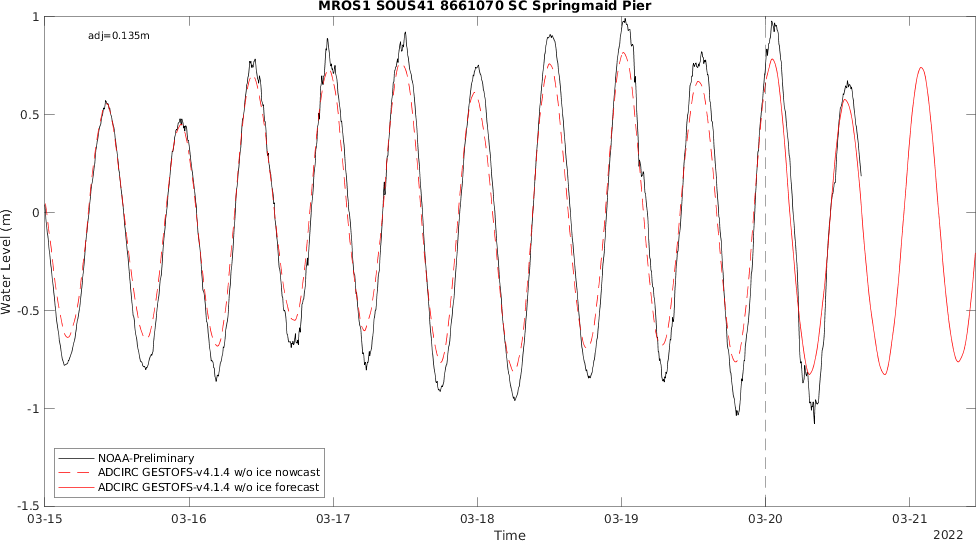 MROS1 SOUS41 8661070 SC Springmaid Pier
adj=0.135m
1
0.5
0
-0.5
-1
-1.5
Water Level (m)
NOAA-Preliminary
ADCIRC GESTOFS-v4.1.4 w/o ice nowcast
ADCIRC GESTOFS-v4.1.4 w/o ice forecast
03-15 03-16 03-17 03-18 03-19 03-20 03-21
Time
2022